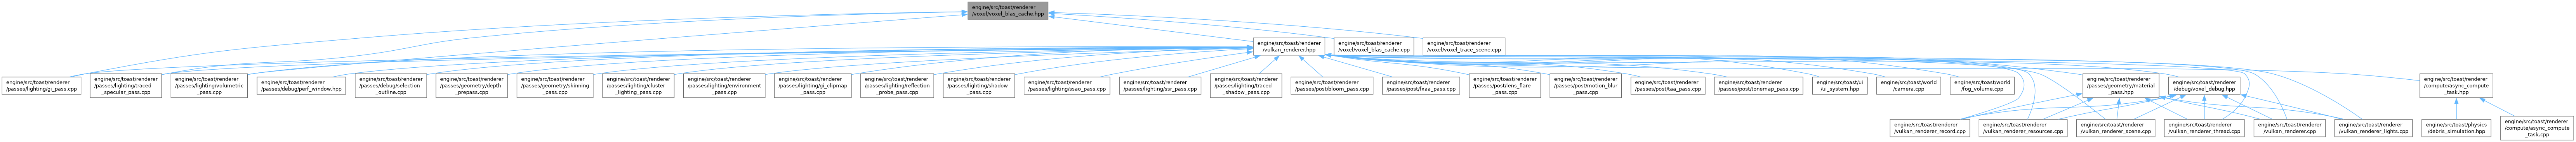 engine/src/toast/renderer
/voxel/voxel_blas_cache.hpp
engine/src/toast/renderer
/vulkan_renderer.hpp
engine/src/toast/renderer
/voxel/voxel_blas_cache.cpp
engine/src/toast/renderer
/voxel/voxel_trace_scene.cpp
engine/src/toast/renderer
/passes/lighting/gi_pass.cpp
engine/src/toast/renderer
/passes/lighting/traced
_specular_pass.cpp
engine/src/toast/renderer
/passes/lighting/volumetric
_pass.cpp
engine/src/toast/renderer
/passes/debug/perf_window.hpp
engine/src/toast/renderer
/passes/debug/selection
_outline.cpp
engine/src/toast/renderer
/passes/geometry/depth
_prepass.cpp
engine/src/toast/renderer
/passes/geometry/skinning
_pass.cpp
engine/src/toast/renderer
/passes/lighting/cluster
_lighting_pass.cpp
engine/src/toast/renderer
/passes/lighting/environment
_pass.cpp
engine/src/toast/renderer
/passes/lighting/gi_clipmap
_pass.cpp
engine/src/toast/renderer
/passes/lighting/reflection
_probe_pass.cpp
engine/src/toast/renderer
/passes/lighting/shadow
_pass.cpp
engine/src/toast/renderer
/passes/lighting/ssao_pass.cpp
engine/src/toast/renderer
/passes/lighting/ssr_pass.cpp
engine/src/toast/renderer
/passes/lighting/traced
_shadow_pass.cpp
engine/src/toast/renderer
/passes/post/bloom_pass.cpp
engine/src/toast/renderer
/passes/post/fxaa_pass.cpp
engine/src/toast/renderer
/passes/post/lens_flare
_pass.cpp
engine/src/toast/renderer
/passes/post/motion_blur
_pass.cpp
engine/src/toast/renderer
/passes/post/taa_pass.cpp
engine/src/toast/renderer
/passes/post/tonemap_pass.cpp
engine/src/toast/ui
/ui_system.hpp
engine/src/toast/world
/camera.cpp
engine/src/toast/world
/fog_volume.cpp
engine/src/toast/renderer
/passes/geometry/material
_pass.hpp
engine/src/toast/renderer
/debug/voxel_debug.hpp
engine/src/toast/renderer
/compute/async_compute
_task.hpp
engine/src/toast/renderer
/vulkan_renderer_record.cpp
engine/src/toast/renderer
/vulkan_renderer_resources.cpp
engine/src/toast/renderer
/vulkan_renderer_scene.cpp
engine/src/toast/renderer
/vulkan_renderer_thread.cpp
engine/src/toast/renderer
/vulkan_renderer.cpp
engine/src/toast/renderer
/vulkan_renderer_lights.cpp
engine/src/toast/physics
/debris_simulation.hpp
engine/src/toast/renderer
/compute/async_compute
_task.cpp